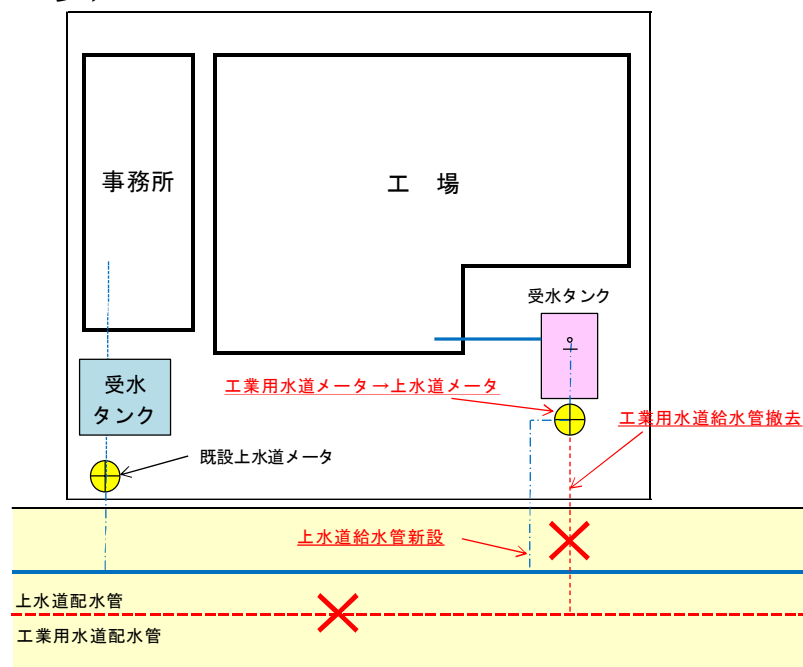 事務所
工 場
受水タンク
受水
タンク
工業用水道メータ→上水道メータ
工業用水道給水管撤去
既設上水道メータ
上水道給水管新設
上水道配水管
工業用水道配水管